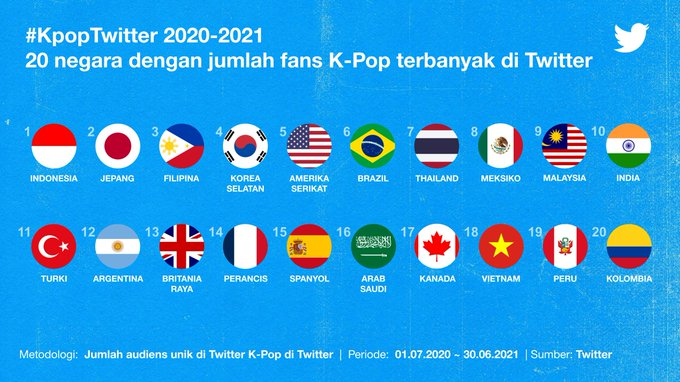 #KpopTwitter 2020-2021
20 negara dengan jumlah fans K-Pop terbanyak di Twitter
1 2 3 4 5 6 7 8 9 10
INDONESIA JEPANG FILIPINA KOREA SELATAN AMERIKA SERIKAT BRAZIL THAILAND MEKSIKO MALAYSIA INDIA
11 12 13 14 15 16 17 18 19 20
TURKI ARGENTINA BRITANIA RAYA PERANCIS SPANYOL ARAB SAUDI KANADA VIETNAM PERU KOLOMBIA
Metodologi: Jumlah audiens unik di Twitter K-Pop di Twitter | Periode: 01.07.2020 ~ 30.06.2021 | Sumber: Twitter